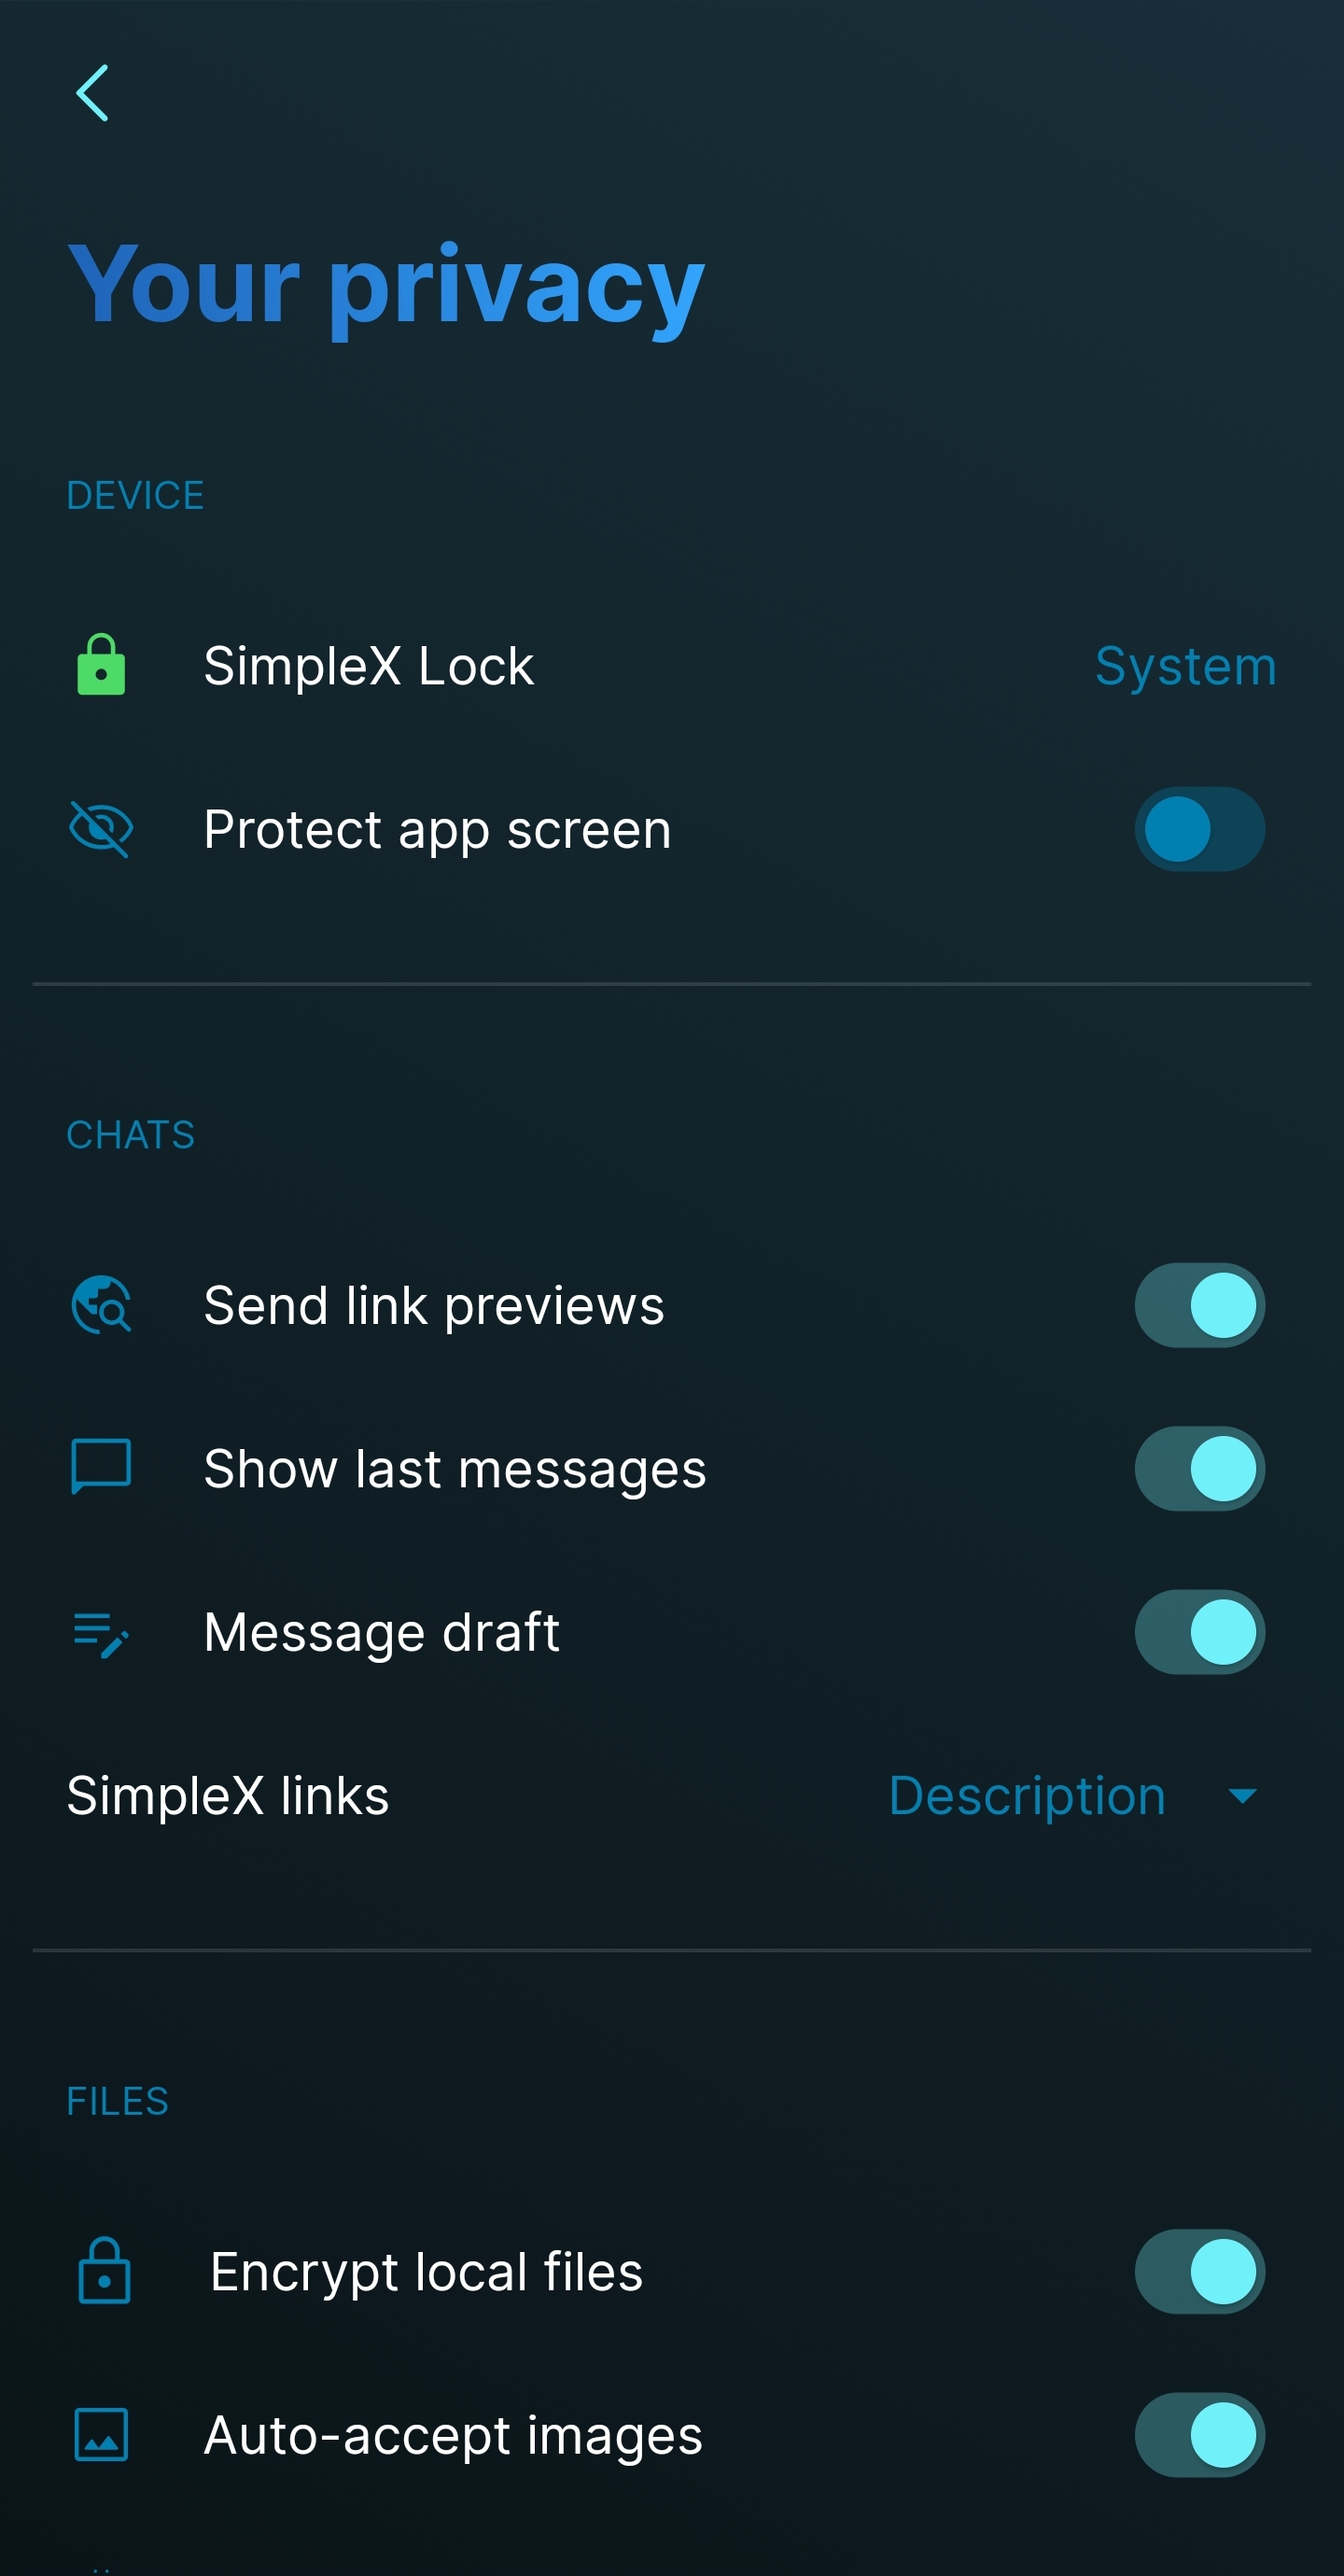 Your privacy
DEVICE
SimpleX Lock System
Protect app screen
CHATS
Send link previews
Show last messages
Message draft
SimpleX links Description
FILES
Encrypt local files
Auto-accept images